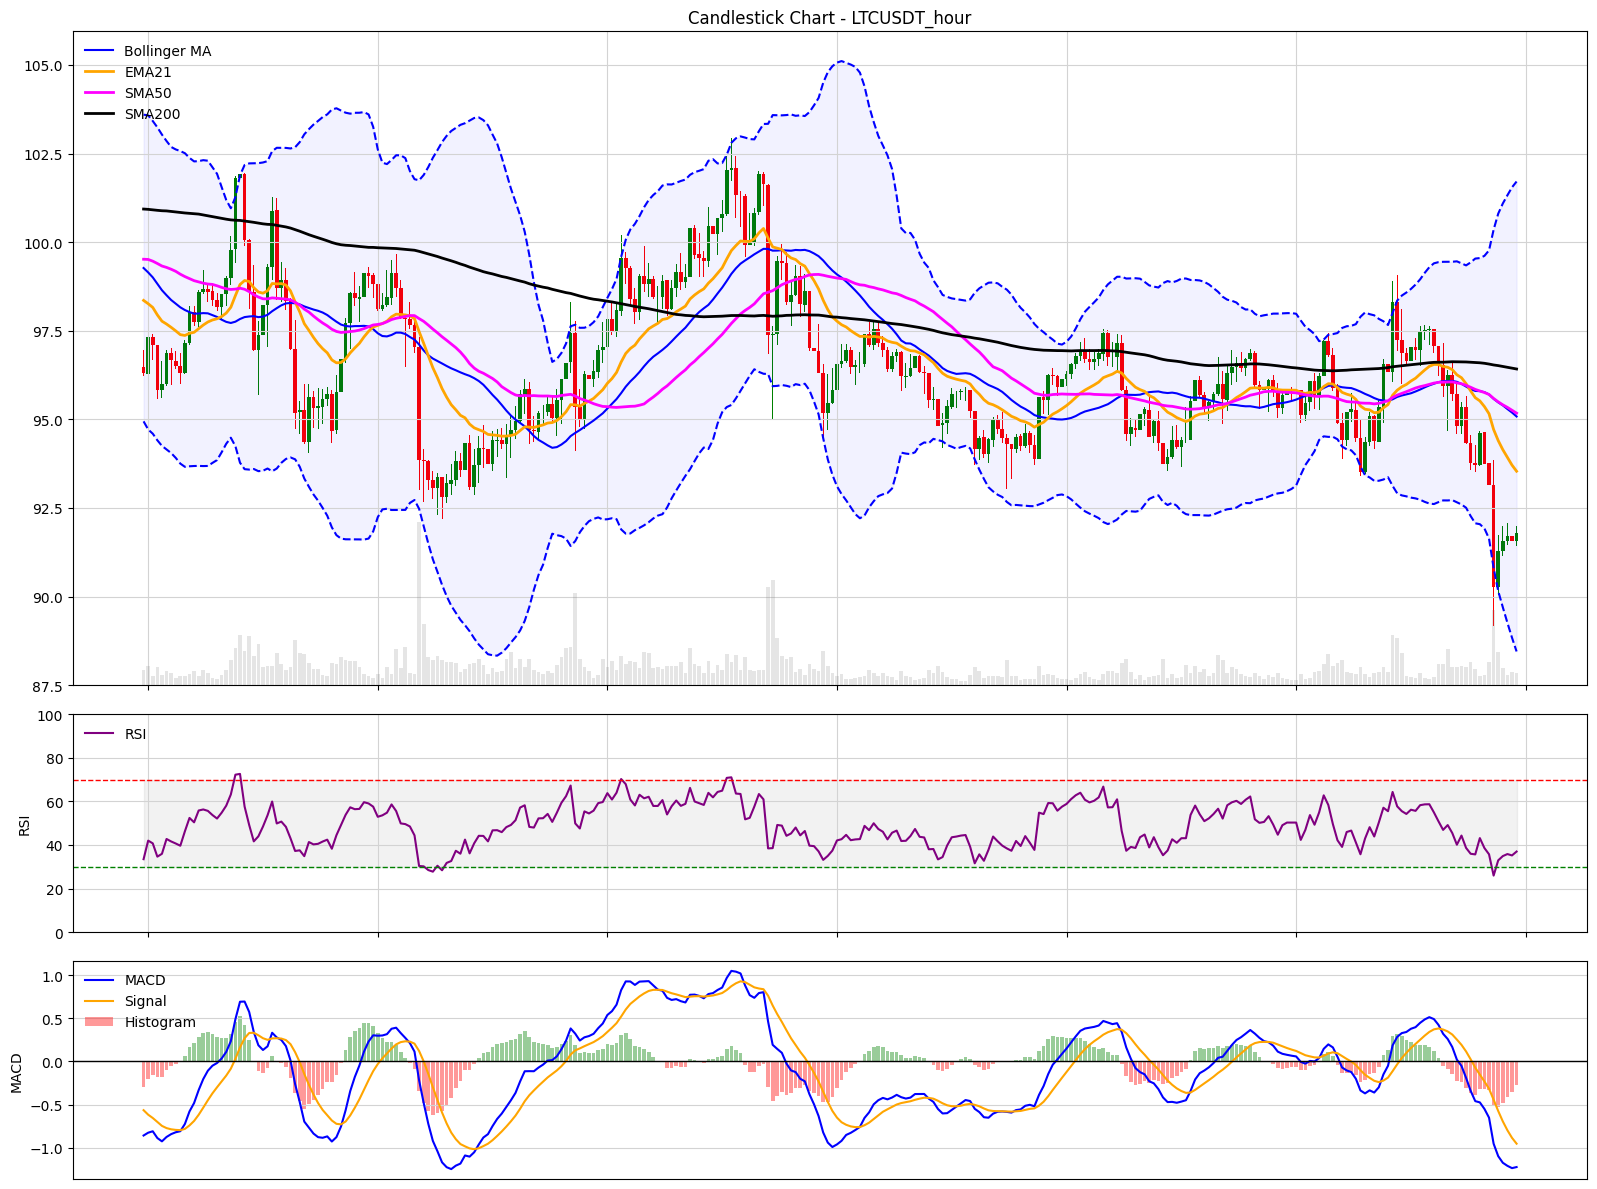 Candlestick Chart - LTCUSDT_hour
Bollinger MA
EMA21
SMA50
SMA200
105.0
102.5
100.0
97.5
95.0
92.5
90.0
87.5
RSI
100
80
60
40
20
0
RSI
MACD
Signal
Histogram
1.0
0.5
0.0
−0.5
−1.0
MACD